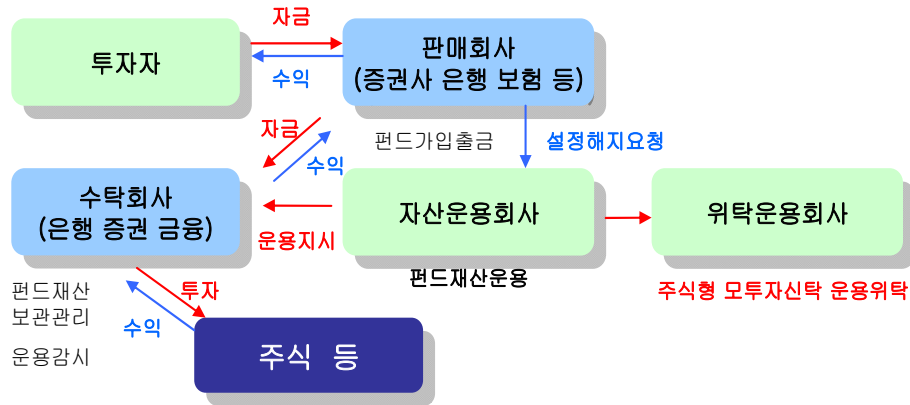 자금
투자자
판매회사
(증권사 은행 보험 등)
수익
자금
펀드가입출금
설정해지요청
수익
수탁회사
(은행 증권 금융)
자산운용회사
위탁운용회사
운용지시
펀드재산운용
펀드재산
보관관리
투자
주식형 모투자신탁 운용위탁
수익
운용감시
주식 등